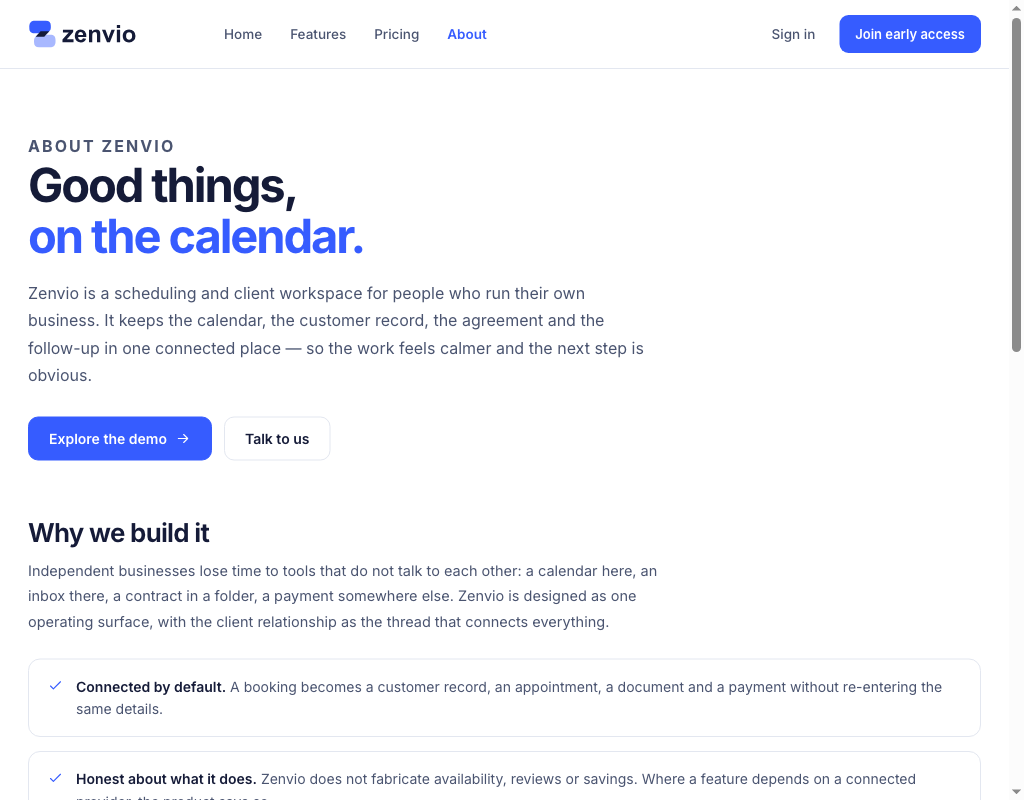 zenvio
Home
Features
Pricing
About
Sign in
Join early access
ABOUT ZENVIO
Good things,
on the calendar.
Zenvio is a scheduling and client workspace for people who run their own
business. It keeps the calendar, the customer record, the agreement and the
follow-up in one connected place — so the work feels calmer and the next step is
obvious.
Explore the demo →
Talk to us
Why we build it
Independent businesses lose time to tools that do not talk to each other: a calendar here, an
inbox there, a contract in a folder, a payment somewhere else. Zenvio is designed as one
operating surface, with the client relationship as the thread that connects everything.
Connected by default. A booking becomes a customer record, an appointment, a document and a payment without re-entering the
same details.
Honest about what it does. Zenvio does not fabricate availability, reviews or savings. Where a feature depends on a connected
provider, the product says so.